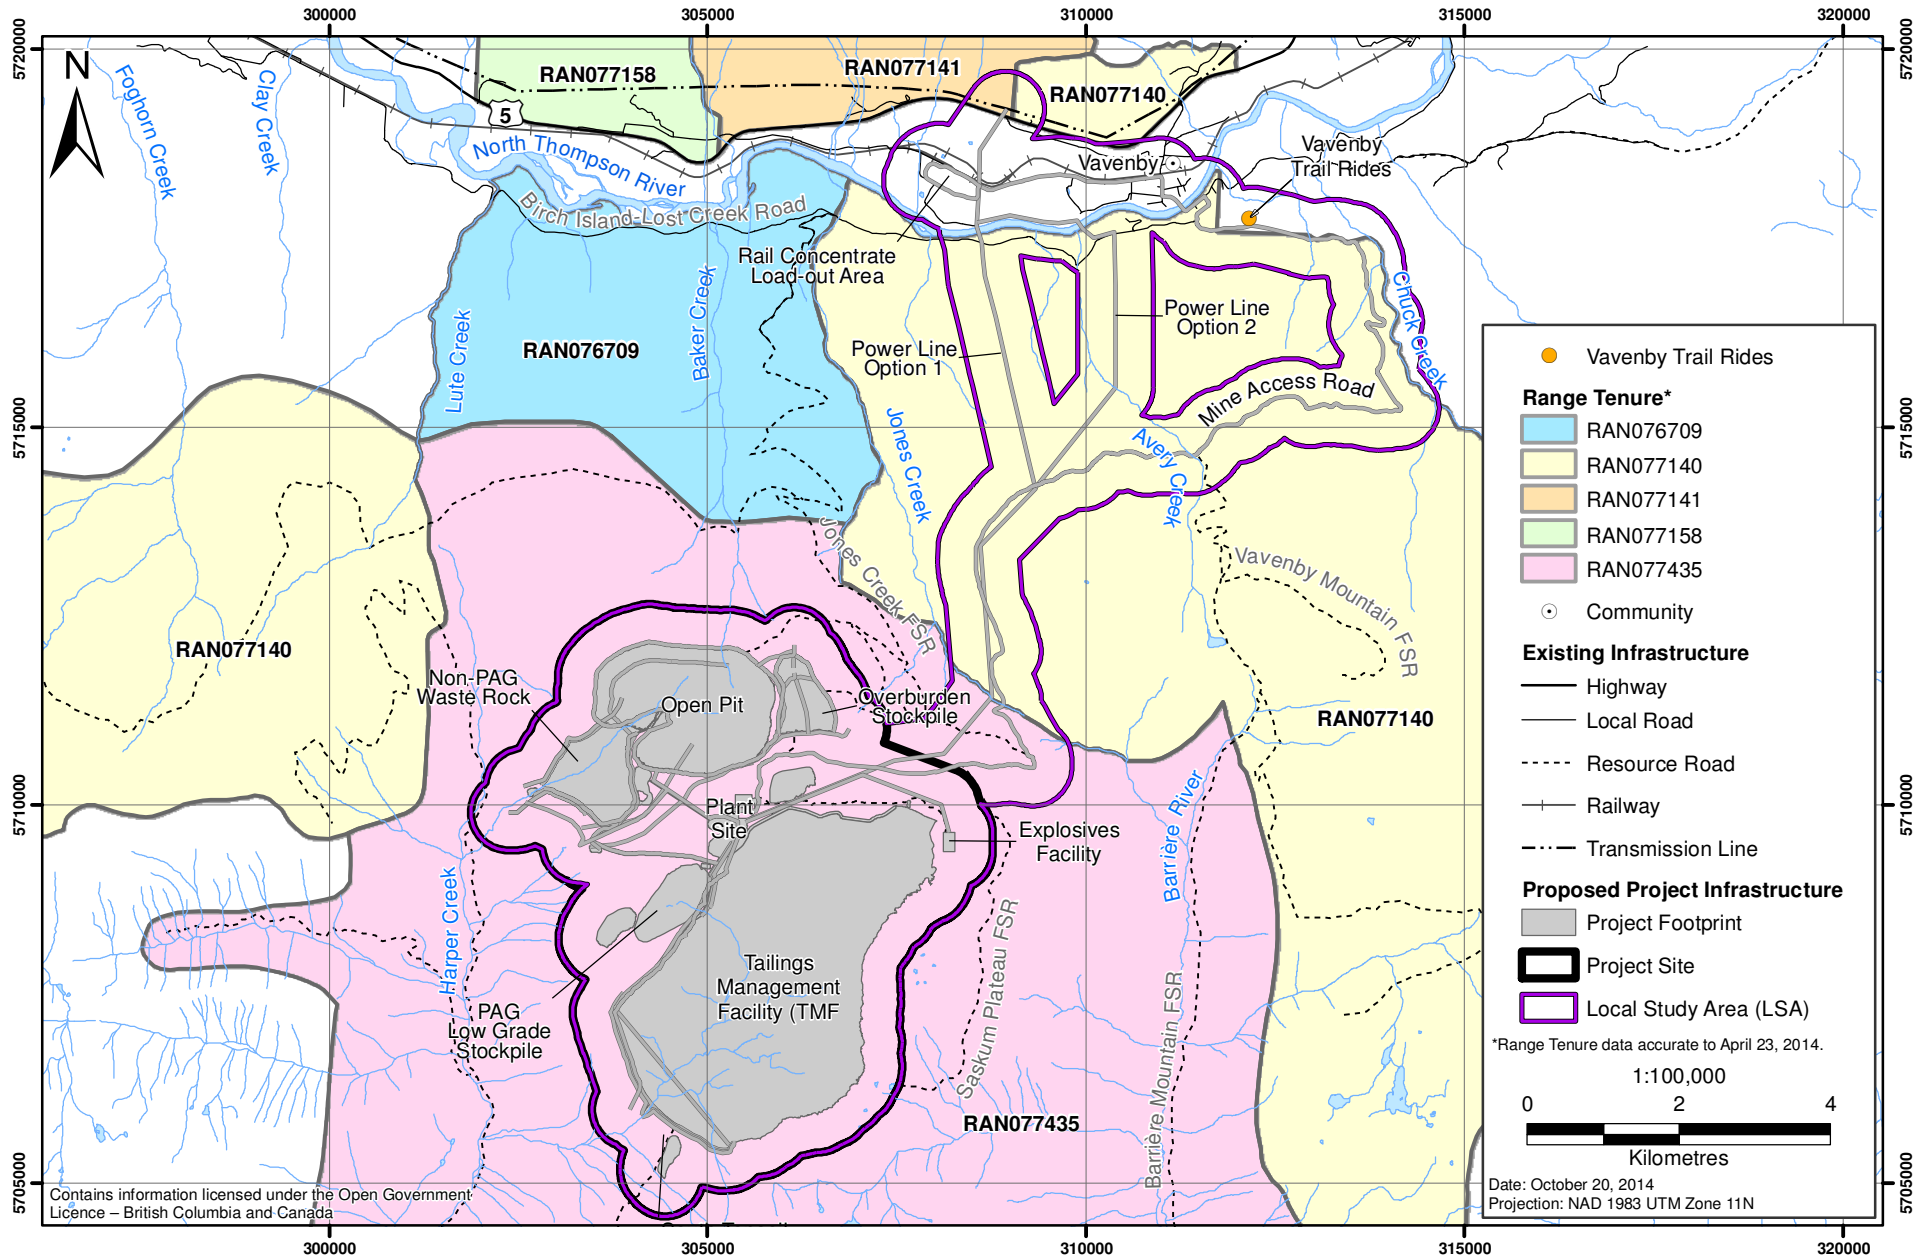 300000
305000
310000
315000
320000
5720000
5720000
N
Foghorn Creek
Clay Creek
RAN077158
RAN077141
RAN077140
5
North Thompson River
Birch Island-Lost Creek Road
Vavenby
Vavenby
Trail Rides
Rail Concentrate
Load-out Area
Lute Creek
Baker Creek
RAN076709
Power Line
Option 1
Power Line
Option 2
Chuck Creek
Mine Access Road
Jones Creek
Avery Creek
5715000
5715000
Jones Creek FSR
Vavenby Mountain FSR
RAN077140
Non-PAG
Waste Rock
Open Pit
Overburden
Stockpile
RAN077140
5710000
5710000
Plant
Site
Explosives
Facility
Barrière River
Harper Creek
Saskum Plateau FSR
Tailings
Management
Facility (TMF
PAG
Low Grade
Stockpile
Barrière Mountain FSR
RAN077435
5705000
5705000
Contains information licensed under the Open Government
Licence – British Columbia and Canada
Vavenby Trail Rides
Range Tenure*
RAN076709
RAN077140
RAN077141
RAN077158
RAN077435
Community
Existing Infrastructure
Highway
Local Road
Resource Road
Railway
Transmission Line
Proposed Project Infrastructure
Project Footprint
Project Site
Local Study Area (LSA)
*Range Tenure data accurate to April 23, 2014.
1:100,000
0 2 4
Kilometres
Date: October 20, 2014
Projection: NAD 1983 UTM Zone 11N
300000
305000
310000
315000
320000